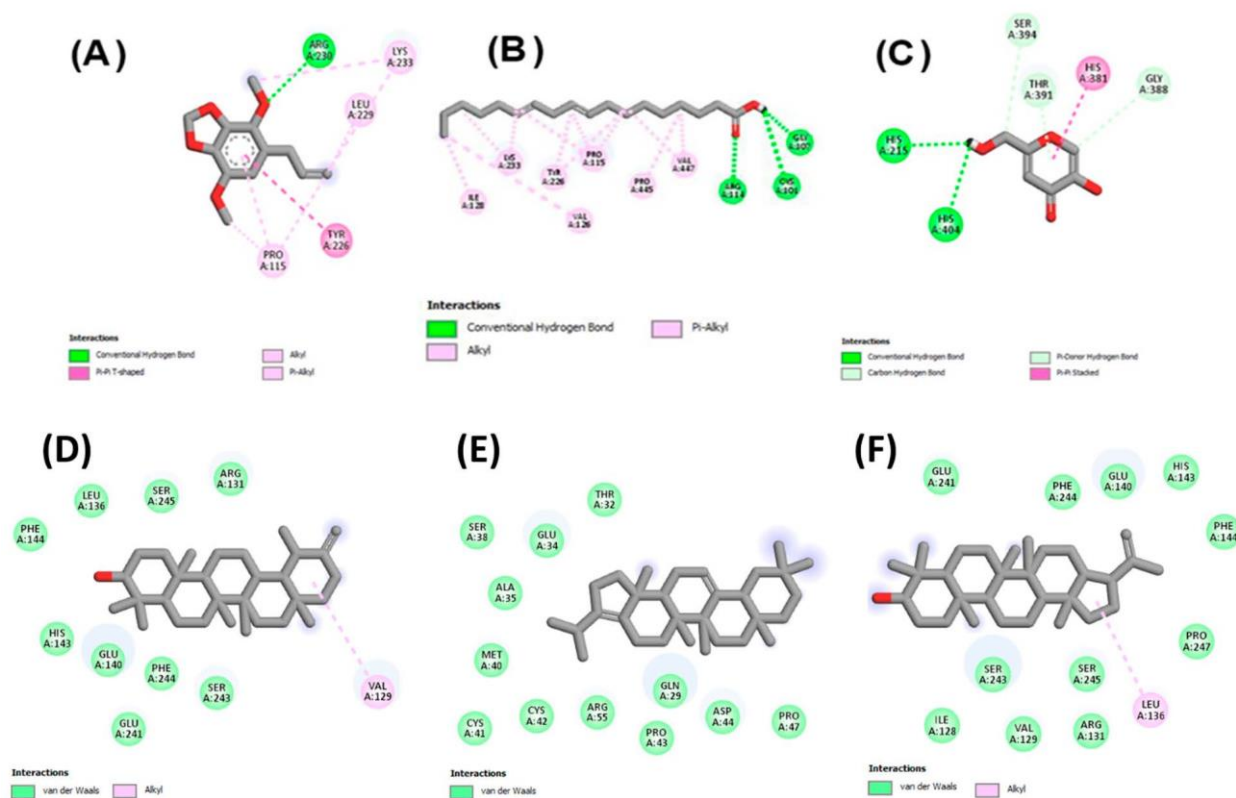 (A)
ARG
A:230
LYS
A:233
LEU
A:229
TYR
A:226
PRO
A:115
Interactions
Conventional Hydrogen Bond
Pi-Pi T-shaped
Alkyl
Pi-Alkyl
(B)
LYS
A:233
PRO
A:115
TYR
A:226
VAL
A:447
PRO
A:445
ILE
A:128
VAL
A:126
ARG
A:114
GLY
CYS
A:101
Interactions
Conventional Hydrogen Bond
Alkyl
Pi-Alkyl
(C)
SER
A:394
THR
A:391
HIS
A:381
GLY
A:388
HIS
A:215
HIS
A:404
Interactions
Conventional Hydrogen Bond
Carbon Hydrogen Bond
Pi-Donor Hydrogen Bond
Pi-Pi Stacked
(D)
ARG
A:131
SER
A:245
LEU
A:136
PHE
A:144
HIS
A:143
GLU
A:140
PHE
A:244
SER
A:243
GLU
A:241
VAL
A:129
Interactions
van der Waals
Alkyl
(E)
THR
A:32
SER
A:38
GLU
A:34
ALA
A:35
MET
A:40
CYS
A:41
CYS
A:42
ARG
A:55
PRO
A:43
GLN
A:29
ASP
A:44
PRO
A:47
Interactions
van der Waals
(F)
GLU
A:241
PHE
A:244
GLU
A:140
HIS
A:143
PHE
A:144
PRO
A:247
SER
A:243
SER
A:245
LEU
A:136
ILE
A:128
VAL
A:129
ARG
A:131
Interactions
van der Waals
Alkyl